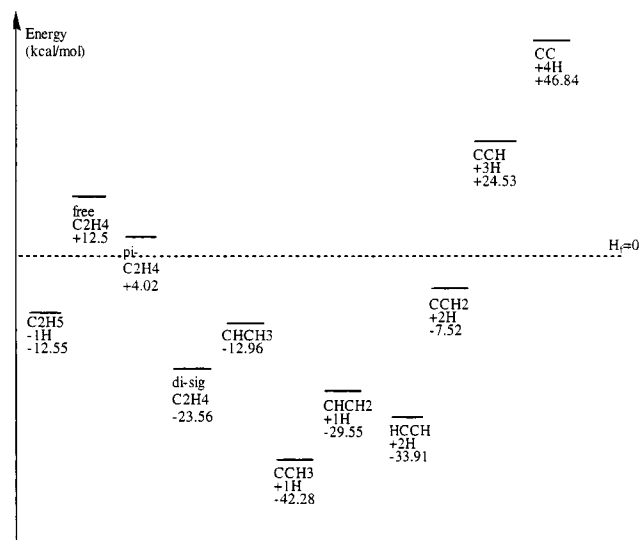 Energy
(kcal/mol)
CC
+4H
+46.84
CCH
+3H
+24.53
free
C2H4
+12.5
pi-
C2H4
+4.02
Hf=0
C2H5
-1H
-12.55
di-sig
C2H4
-23.56
CHCH3
-12.96
CCH3
+1H
-42.28
CHCH2
+1H
-29.55
HCCH
+2H
-33.91
CCH2
+2H
-7.52